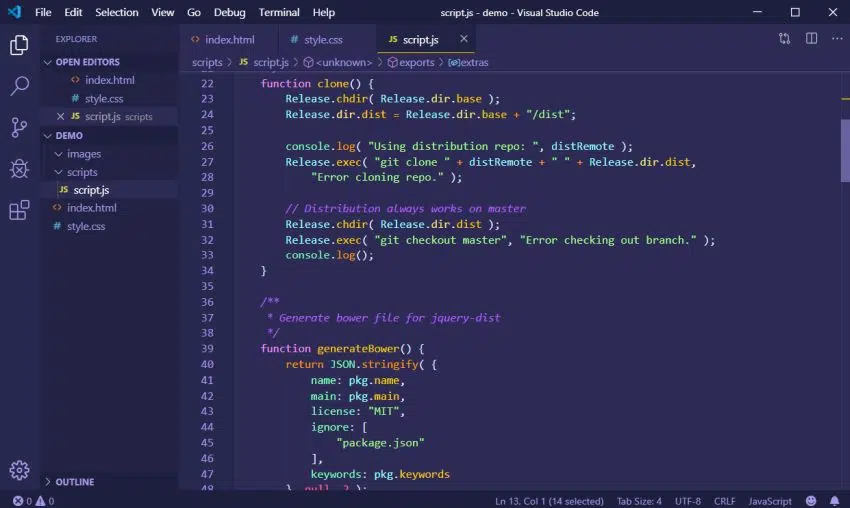 File Edit Selection View Go Debug Terminal Help script.js - demo - Visual Studio Code
EXPLORER
OPEN EDITORS
index.html
style.css
script.js scripts
DEMO
images
scripts
JS script.js
index.html
style.css
OUTLINE
index.html # style.css JS script.js
scripts > JS script.js > <unknown> > exports > extras
22 function clone() {
23 Release.chdir( Release.dir.base );
24 Release.dir.dist = Release.dir.base + "/dist";
25
26 console.log( "Using distribution repo: ", distRemote );
27 Release.exec( "git clone " + distRemote + " " + Release.dir.dist,
28 "Error cloning repo." );
29
30 // Distribution always works on master
31 Release.chdir( Release.dir.dist );
32 Release.exec( "git checkout master", "Error checking out branch." );
33 console.log();
34 }
35
36 /**
37 * Generate bower file for jquery-dist
38 */
39 function generateBower() {
40 return JSON.stringify( {
41 name: pkg.name,
42 main: pkg.main,
43 license: "MIT",
44 ignore: [
45 "package.json"
46 ],
47 keywords: pkg.keywords
48 }, null, 2 );
0 0 Ln 13, Col 1 (14 selected) Tab Size: 4 UTF-8 CRLF JavaScript